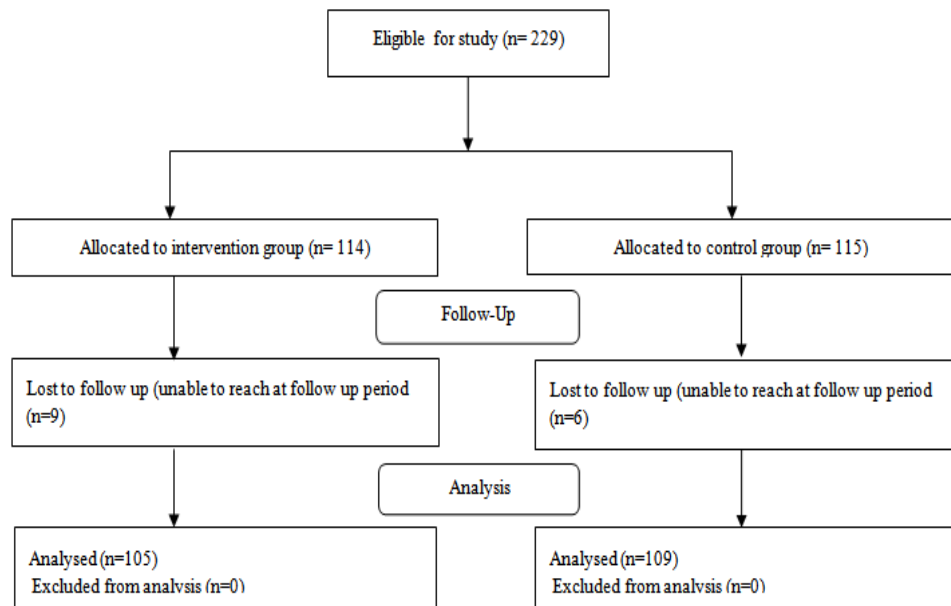 Eligible for study (n= 229)
Allocated to intervention group (n= 114)
Allocated to control group (n= 115)
Follow-Up
Lost to follow up (unable to reach at follow up period
(n=9)
Lost to follow up (unable to reach at follow up period
(n=6)
Analysis
Analysed (n=105)
Excluded from analysis (n=0)
Analysed (n=109)
Excluded from analysis (n=0)